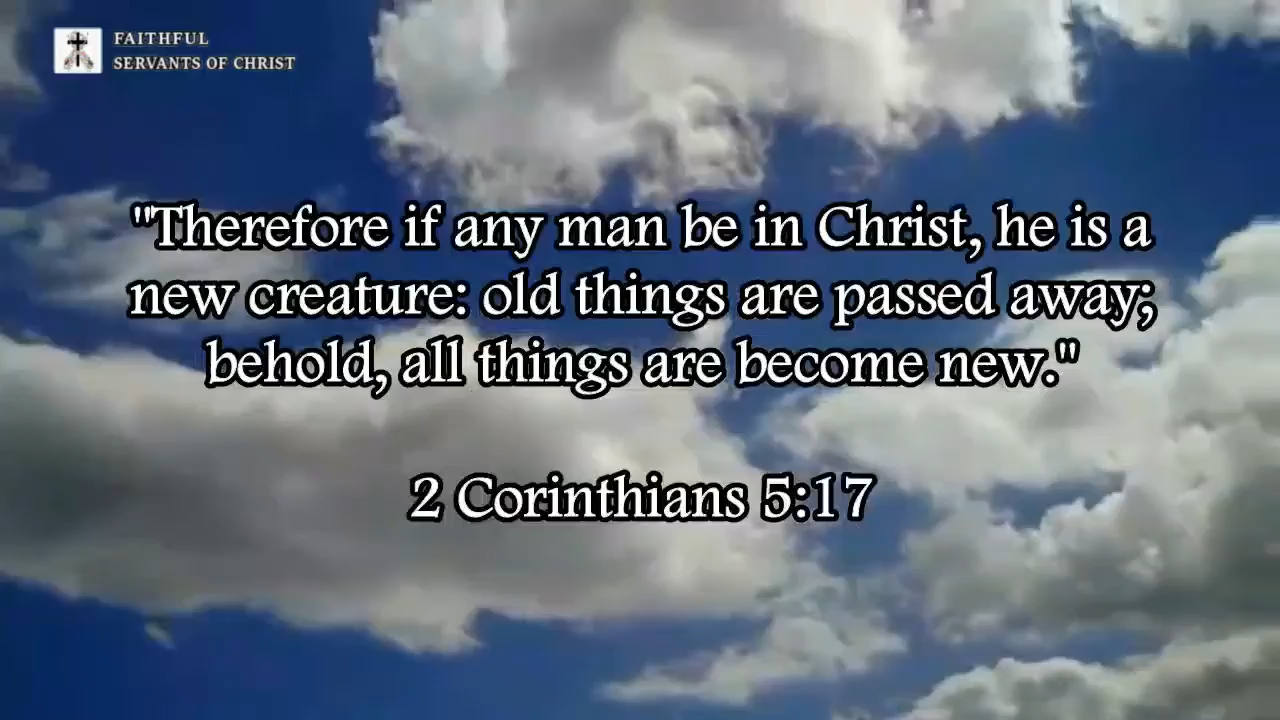 FAITHFUL
SERVANTS OF CHRIST
"Therefore if any man be in Christ, he is a
new creature: old things are passed away;
behold, all things are become new."
2 Corinthians 5:17